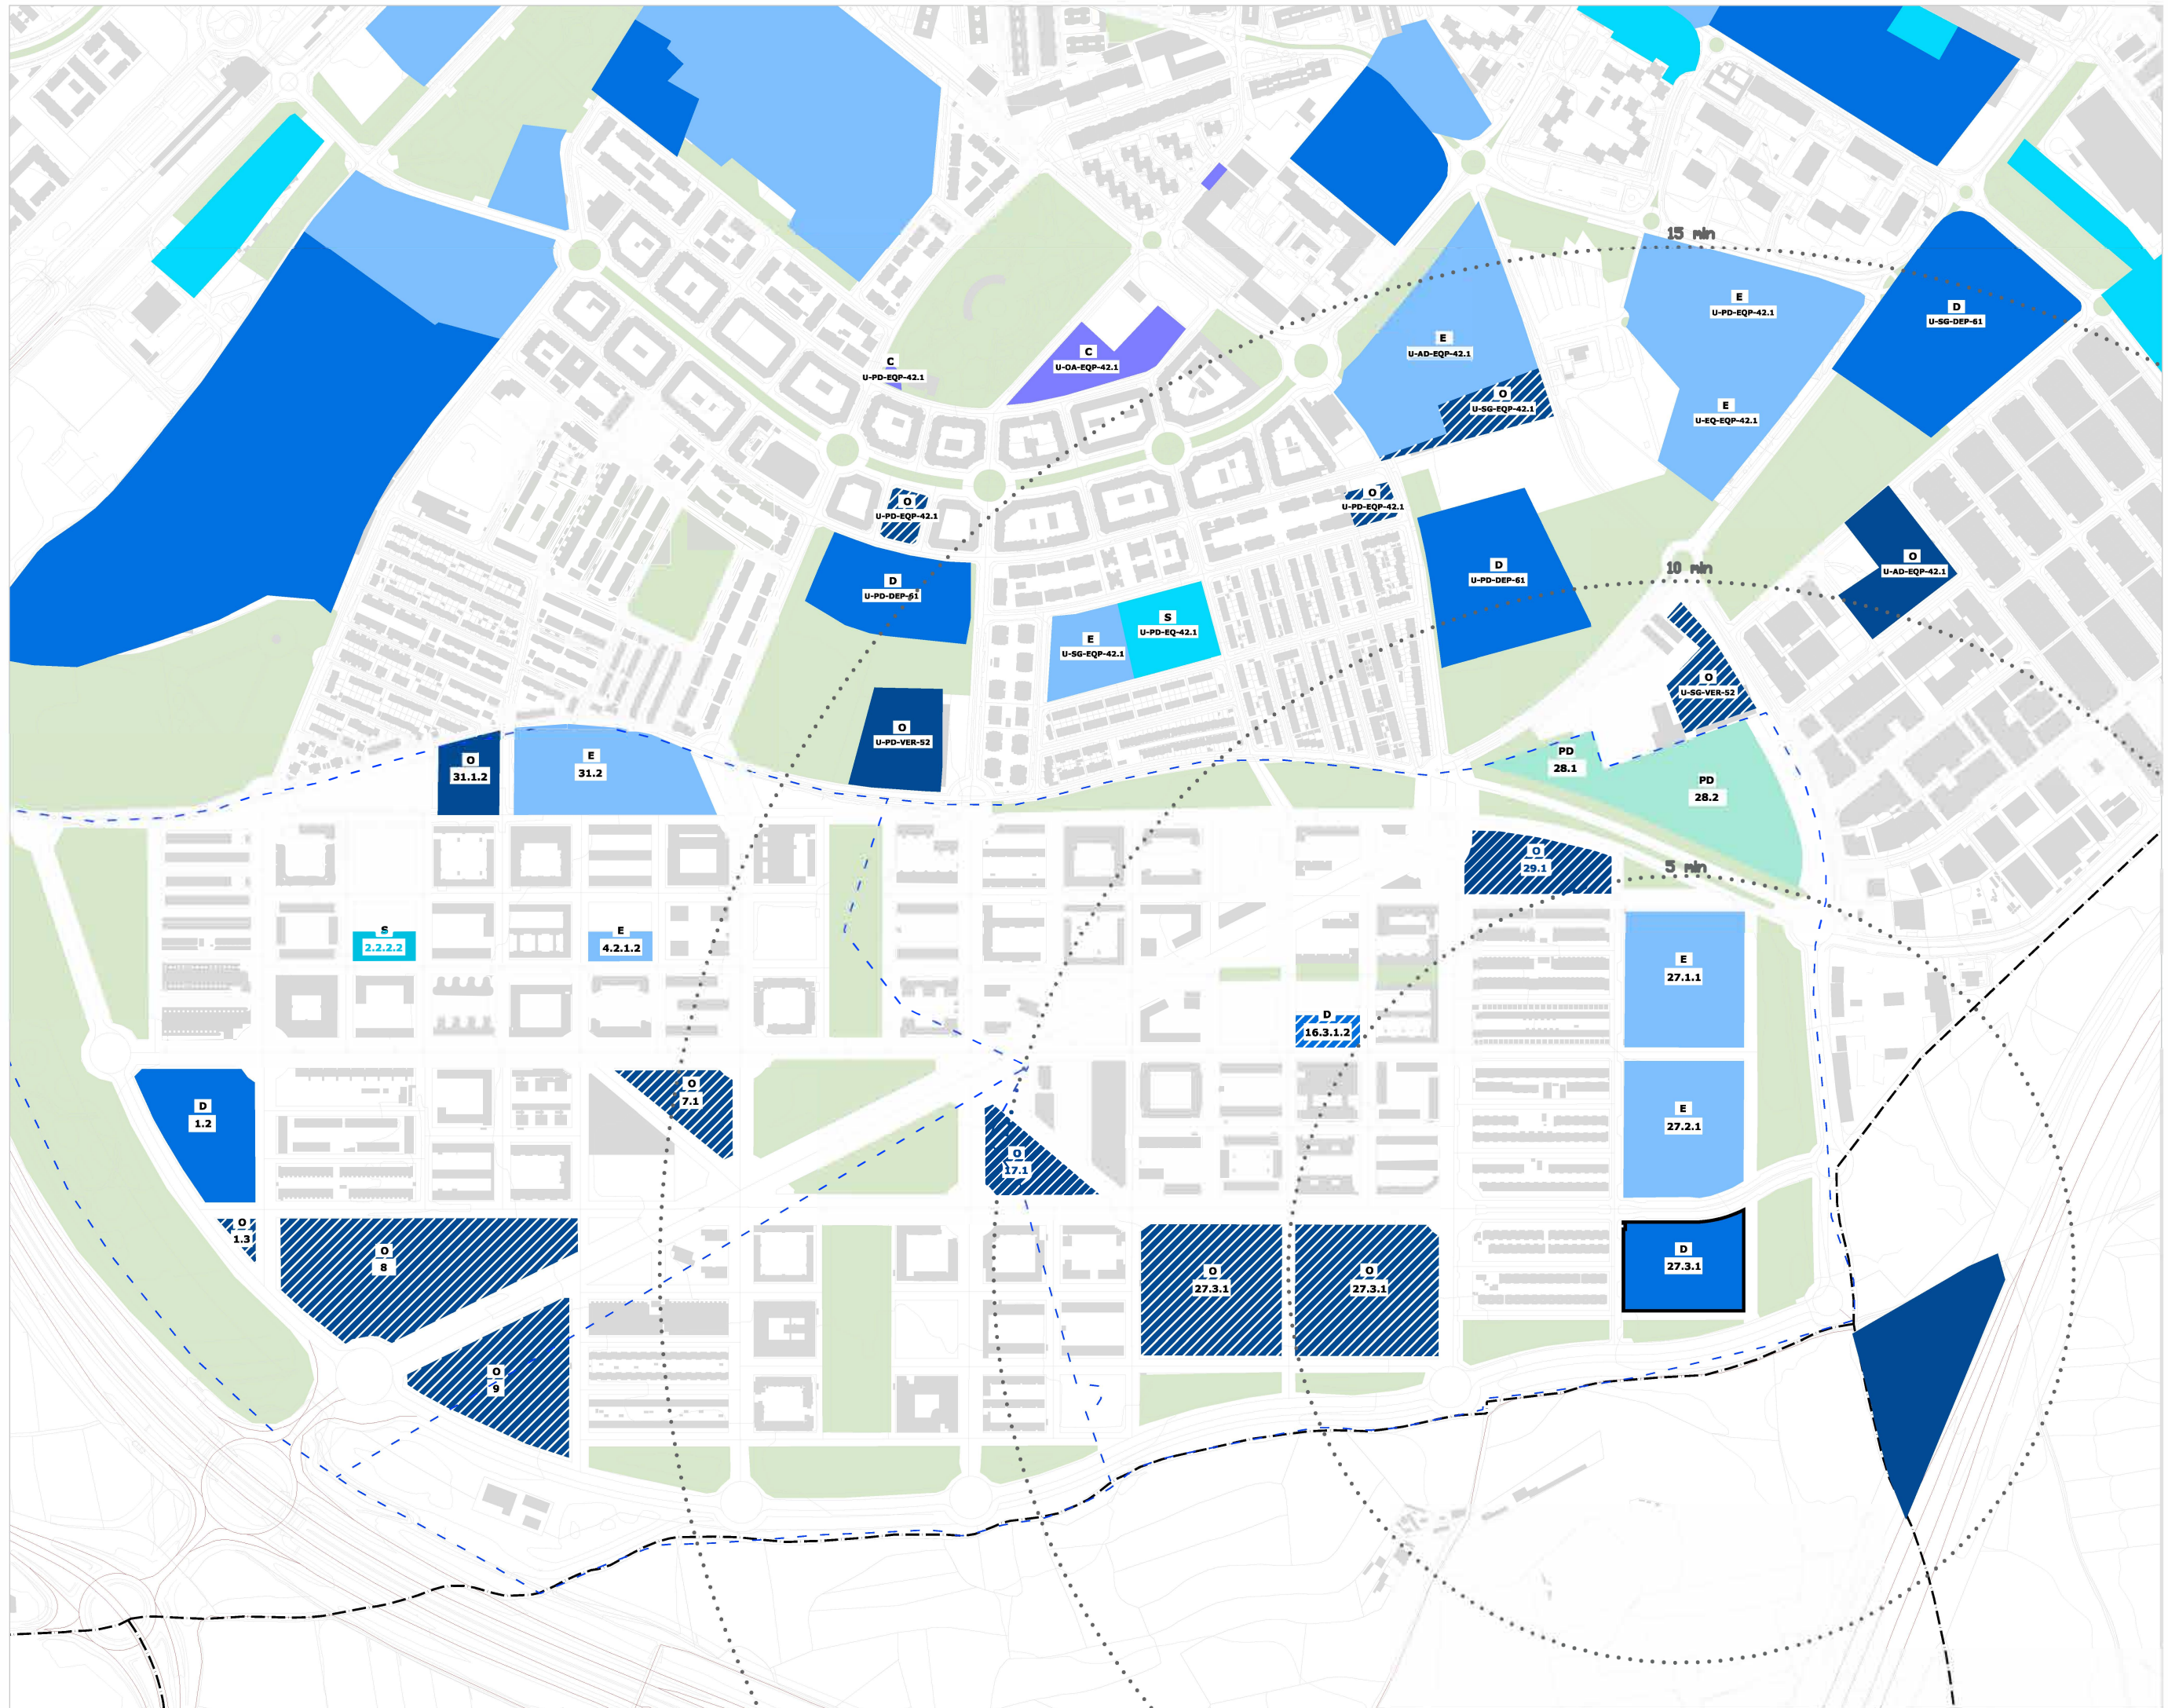 15 min
E
U-PD-EQP-42.1
D
U-SG-DEP-61
E
U-AD-EQP-42.1
C
U-OA-EQP-42.1
C
U-PD-EQP-42.1
O
U-SG-EQP-42.1
E
U-EQ-EQP-42.1
O
U-PD-EQP-42.1
O
U-PD-EQP-42.1
O
U-AD-EQP-42.1
10 min
D
U-PD-DEP-61
D
U-PD-DEP-61
S
U-PD-EQ-42.1
E
U-SG-EQP-42.1
O
U-SG-VER-52
O
U-PD-VER-52
PD
28.1
O
31.1.2
E
31.2
PD
28.2
O
29.1
5 min
S
2.2.2.2
E
4.2.1.2
E
27.1.1
D
16.3.1.2
O
7.1
D
1.2
E
27.2.1
O
17.1
O
1.3
O
8
O
27.3.1
O
27.3.1
D
27.3.1
O
9